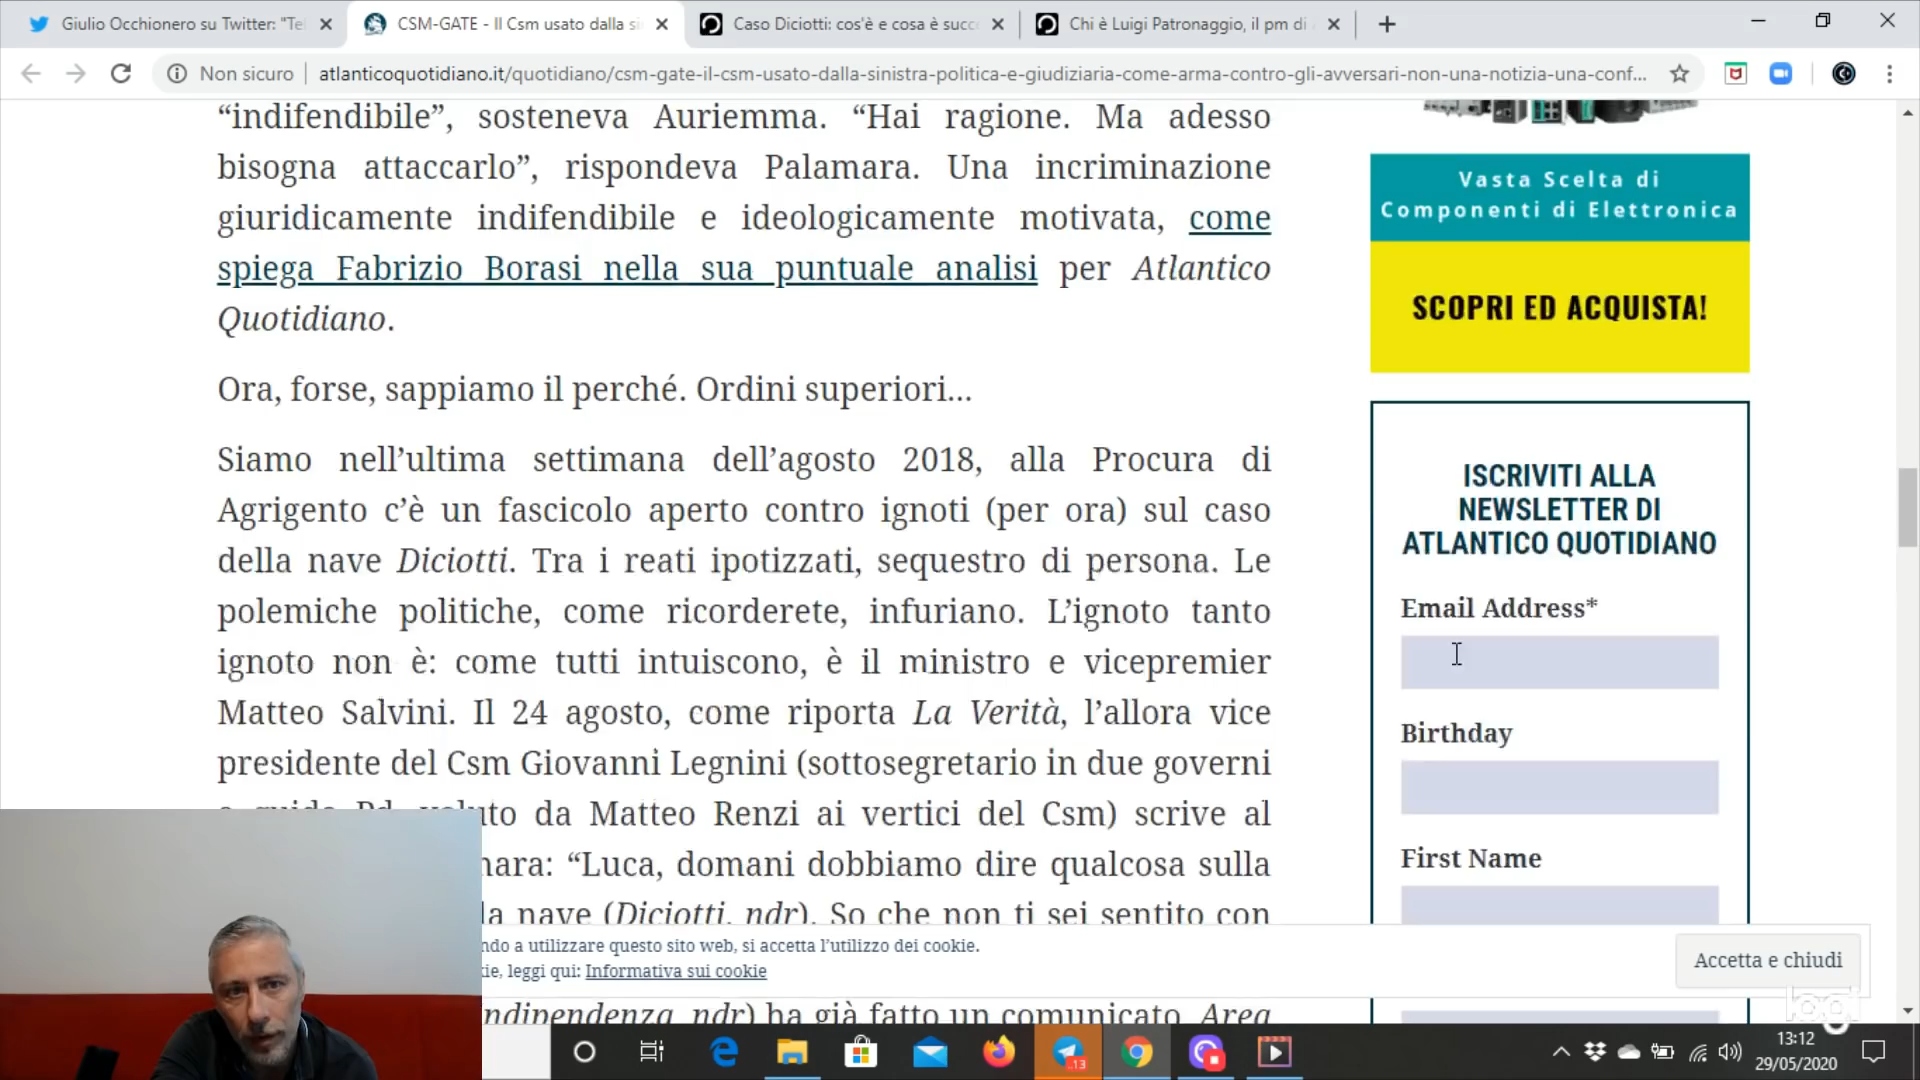 Giulio Occhionero su Twitter: "Te
CSM-GATE - Il Csm usato dalla si
Caso Diciotti: cos'è e cosa è succ
Chi è Luigi Patronaggio, il pm di
Non sicuro
atlanticoquotidiano.it/quotidiano/csm-gate-il-csm-usato-dalla-sinistra-politica-e-giudiziaria-come-arma-contro-gli-avversari-non-una-notizia-una-conf...
“indifendibile”, sosteneva Auriemma. “Hai ragione. Ma adesso
bisogna attaccarlo”, rispondeva Palamara. Una incriminazione
giuridicamente indifendibile e ideologicamente motivata, come
spiega Fabrizio Borasi nella sua puntuale analisi per Atlantico
Quotidiano.
Ora, forse, sappiamo il perché. Ordini superiori...
Siamo nell’ultima settimana dell’agosto 2018, alla Procura di
Agrigento c’è un fascicolo aperto contro ignoti (per ora) sul caso
della nave Diciotti. Tra i reati ipotizzati, sequestro di persona. Le
polemiche politiche, come ricorderete, infuriano. L’ignoto tanto
ignoto non è: come tutti intuiscono, è il ministro e vicepremier
Matteo Salvini. Il 24 agosto, come riporta La Verità, l’allora vice
presidente del Csm Giovanni Legnini (sottosegretario in due governi
da Matteo Renzi ai vertici del Csm) scrive al
“Luca, domani dobbiamo dire qualcosa sulla
nave (Diciotti, ndr). So che non ti sei sentito con
ndo a utilizzare questo sito web, si accetta l’utilizzo dei cookie.
kie, leggi qui: Informativa sui cookie
ndipendenza, ndr) ha già fatto un comunicato, Area
Vasta Scelta di
Componenti di Elettronica
SCOPRI ED ACQUISTA!
ISCRIVITI ALLA
NEWSLETTER DI
ATLANTICO QUOTIDIANO
Email Address*
Birthday
First Name
Accetta e chiudi
logi
13
13:12
29/05/2020